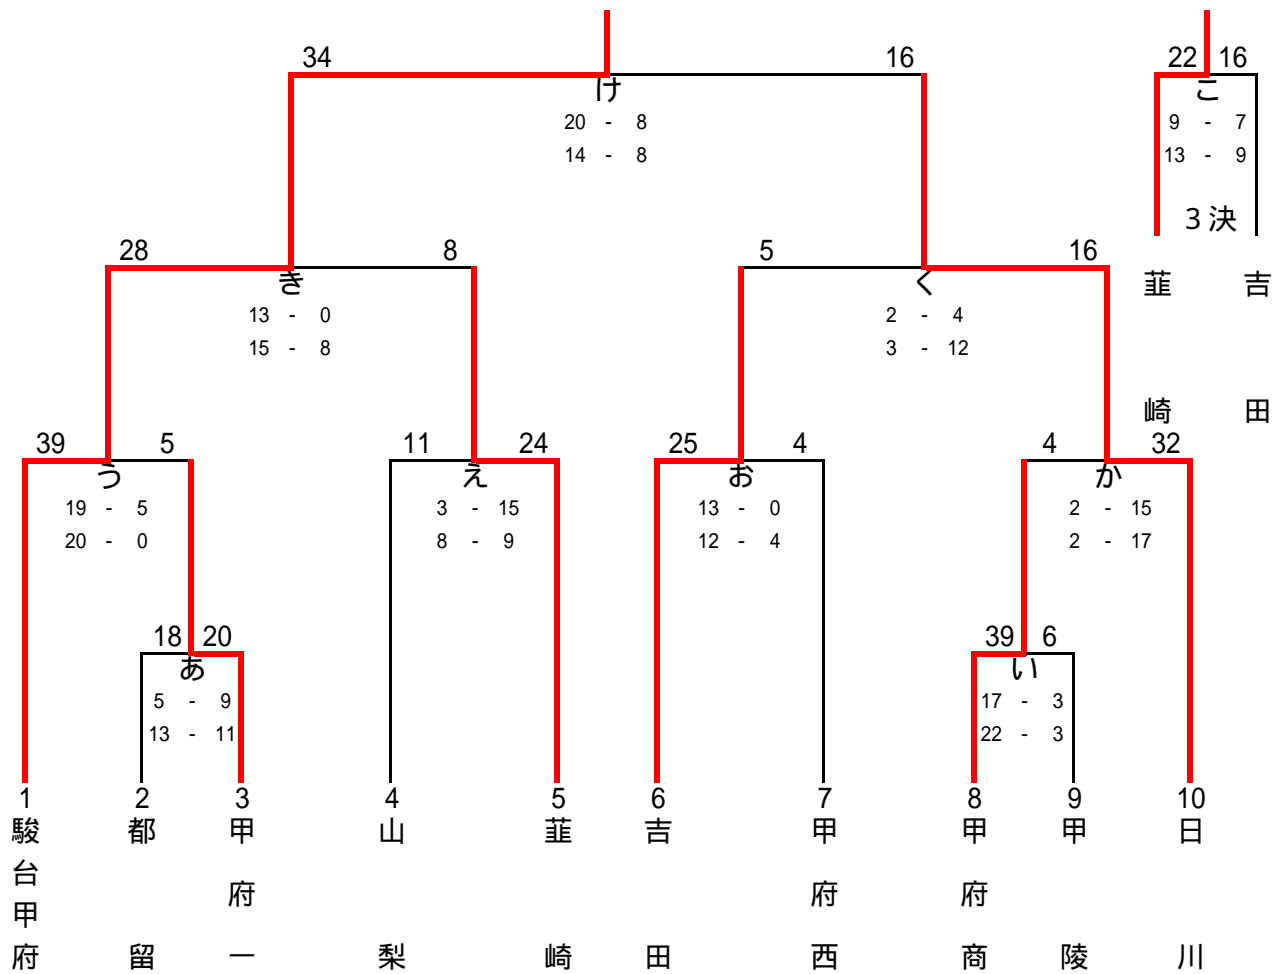 34 16 22 16
け こ
20 - 8 9 - 7
14 - 8 13 - 9
3決
28 8 5 16
き く 韮崎 吉田
13 - 0 2 - 4
15 - 8 3 - 12
39 5 11 24 25 4 4 32
う え お か
19 - 5 3 - 15 13 - 0 2 - 15
20 - 0 8 - 9 12 - 4 2 - 17
18 20 39 6
あ い
5 - 9 17 - 3
13 - 11 22 - 3
1 2 3 4 5 6 7 8 9 10
駿台甲府
都留
甲府一
山梨
韮崎
吉田
甲府西
甲府商
甲陵
日川